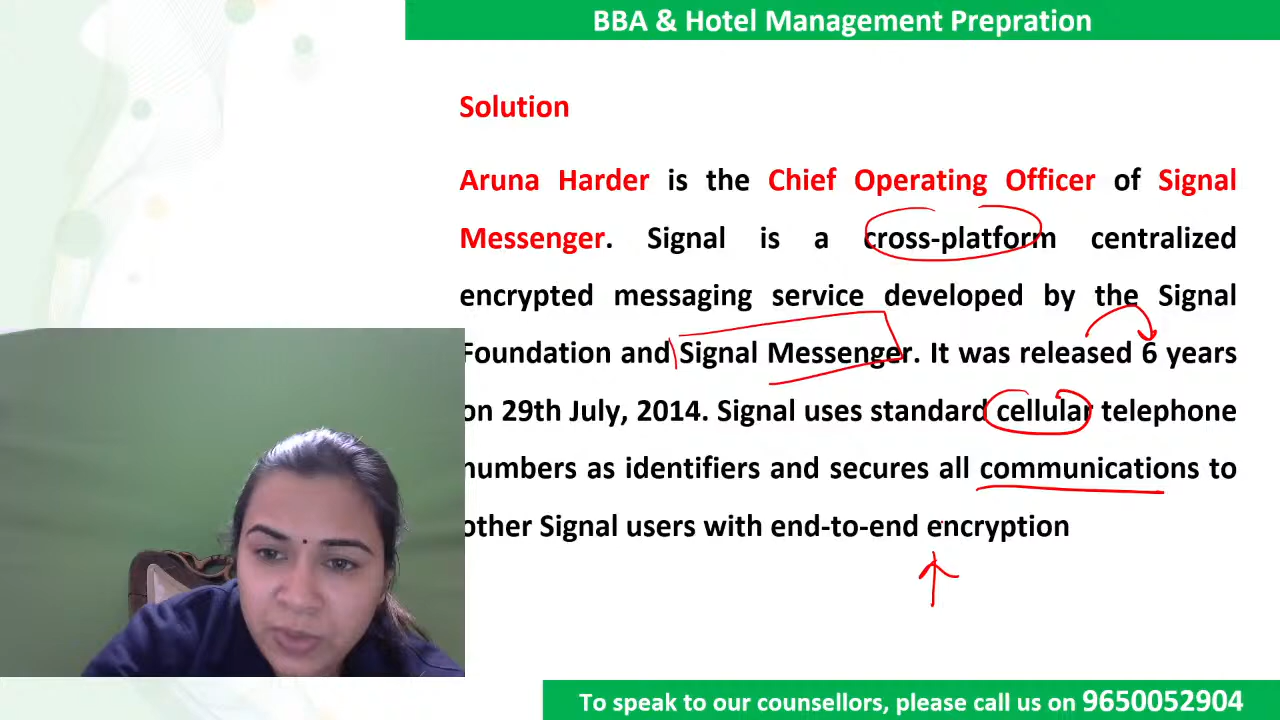 BBA & Hotel Management Prepration
Solution
Aruna Harder is the Chief Operating Officer of Signal
Messenger. Signal is a cross-platform centralized
encrypted messaging service developed by the Signal
Foundation and Signal Messenger. It was released 6 years
on 29th July, 2014. Signal uses standard cellular telephone
numbers as identifiers and secures all communications to
other Signal users with end-to-end encryption
To speak to our counsellors, please call us on 9650052904